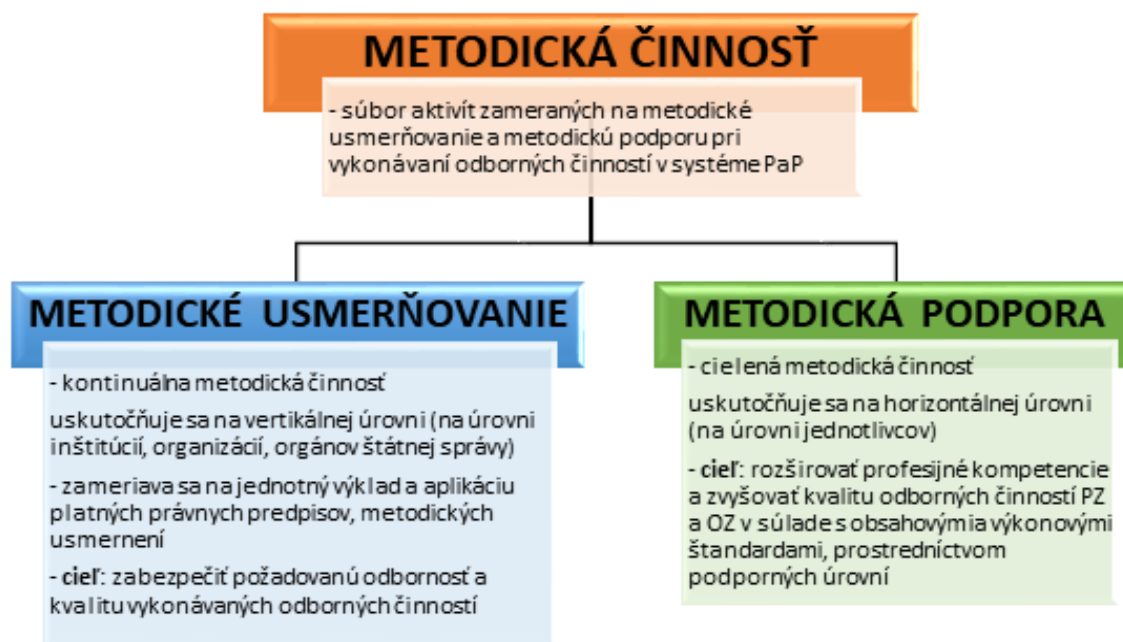 METODICKÁ ČINNOSŤ
- súbor aktivít zameraných na metodické
usmerňovanie a metodickú podporu pri
vykonávaní odborných činností v systéme PaP
METODICKÉ USMERŇOVANIE
- kontinuálna metodická činnosť
uskutočňuje sa na vertikálnej úrovni (na úrovni
inštitúcií, organizácií, orgánov štátnej správy)
- zameriava sa na jednotný výklad a aplikáciu
platných právnych predpisov, metodických
usmernení
- cieľ: zabezpečiť požadovanú odbornosť a
kvalitu vykonávaných odborných činností
METODICKÁ PODPORA
- cielená metodická činnosť
uskutočňuje sa na horizontálnej úrovni
(na úrovni jednotlivcov)
- cieľ: rozširovať profesijné kompetencie
a zvyšovať kvalitu odborných činností PZ
a OZ v súlade s obsahovými a výkonovými
štandardami, prostredníctvom
podporných úrovní